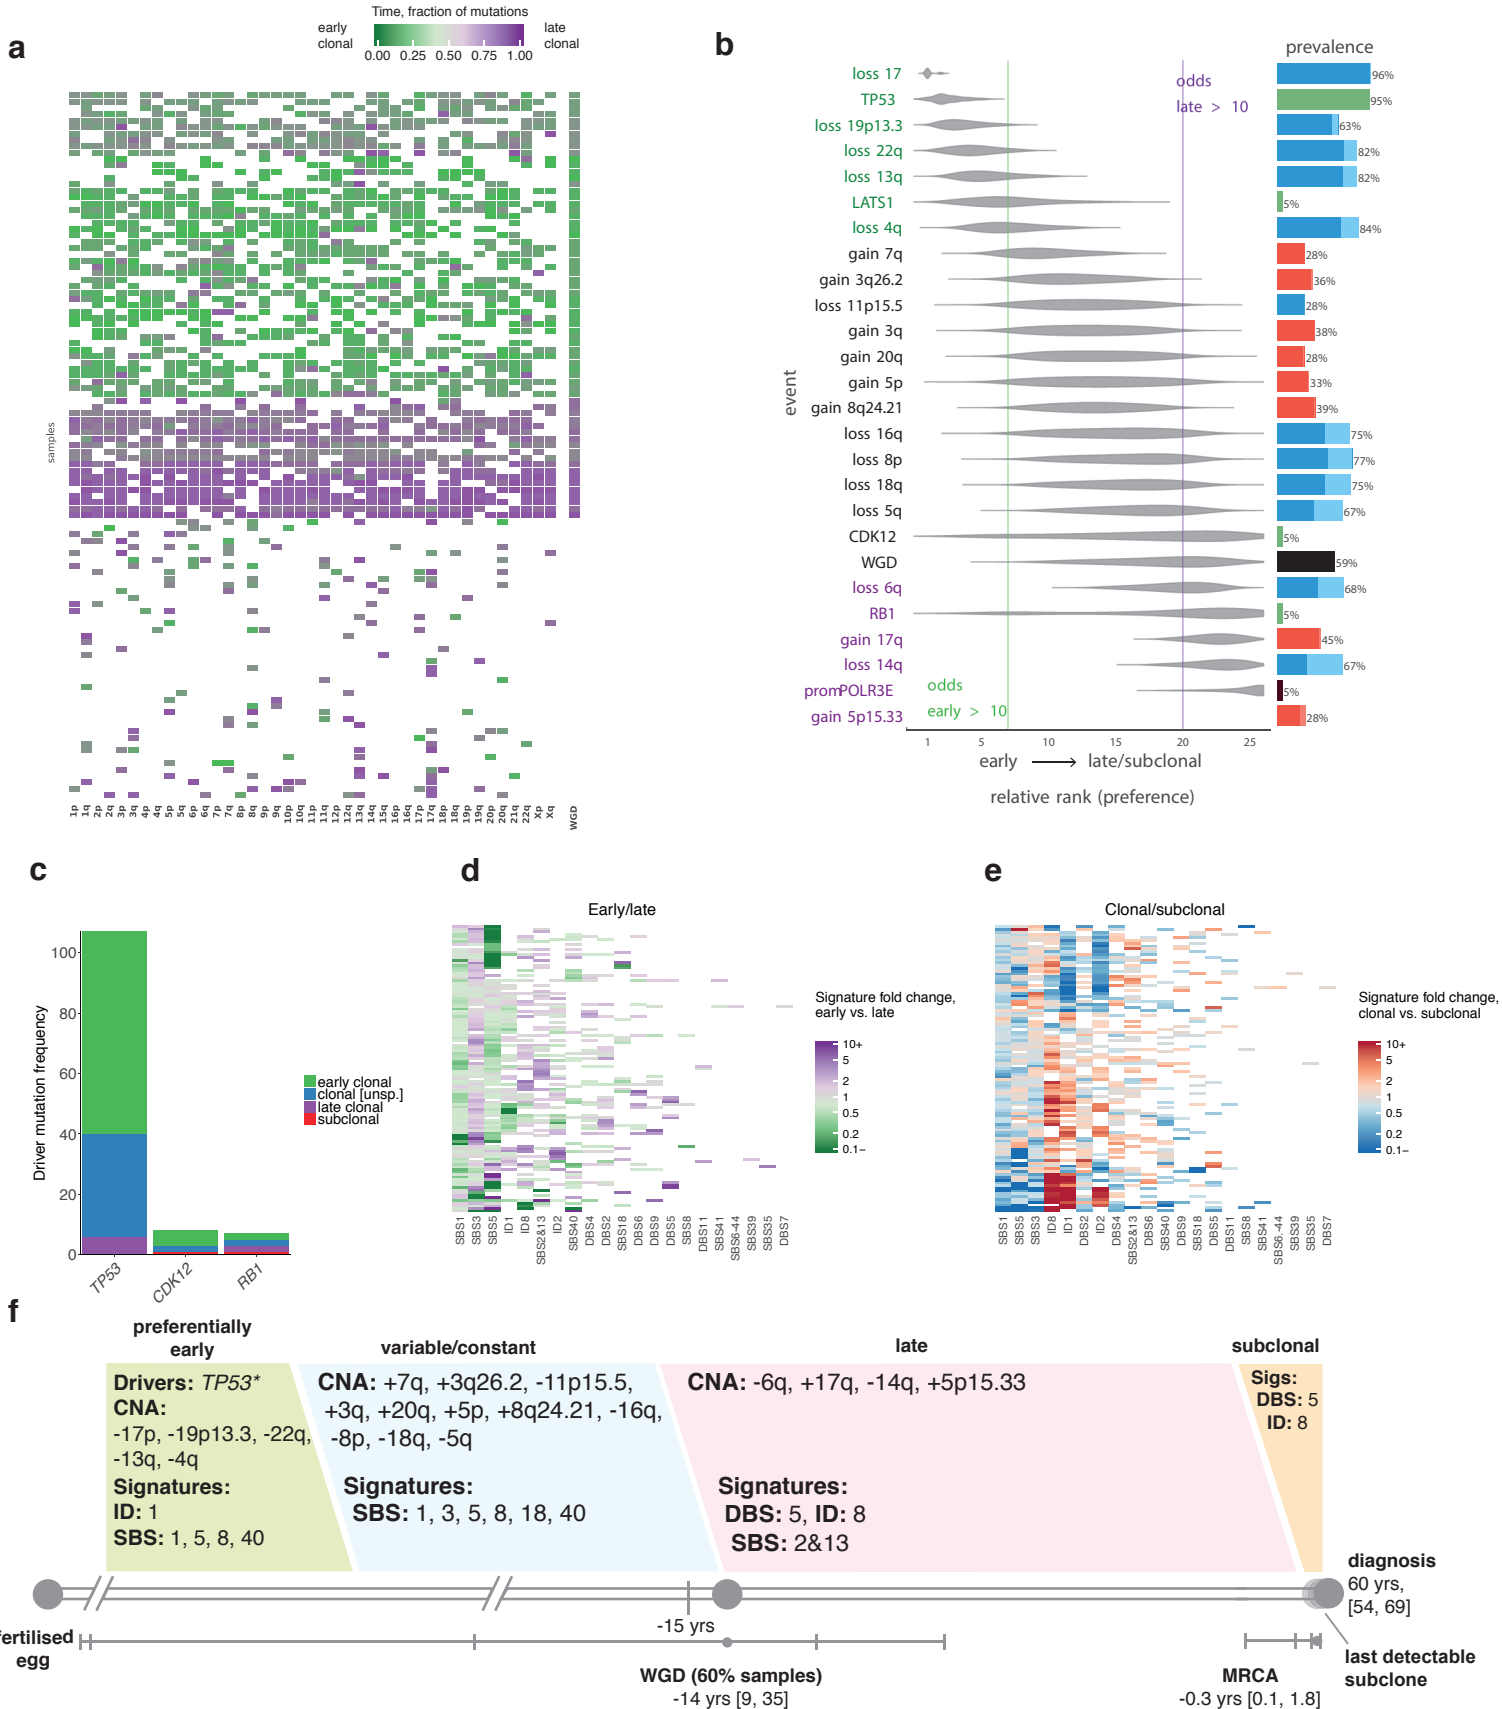 a
Time, fraction of mutations
early clonal
late clonal
0.00 0.25 0.50 0.75 1.00
samples
1p 1q 2p 2q 3p 3q 4p 4q 5p 5q 6p 6q 7p 7q 8p 8q 9p 9q 10p 10q 11p 11q 12p 12q 13q 14q 15q 16p 16q 17p 17q 18p 18q 19p 19q 20p 20q 21q 22q Xp Xq WGD
b
prevalence
odds
late > 10
event
loss 17 96%
TP53 95%
loss 19p13.3 63%
loss 22q 82%
loss 13q 82%
LATS1 5%
loss 4q 84%
gain 7q 28%
gain 3q26.2 36%
loss 11p15.5 28%
gain 3q 38%
gain 20q 28%
gain 5p 33%
gain 8q24.21 39%
loss 16q 75%
loss 8p 77%
loss 18q 75%
loss 5q 67%
CDK12 5%
WGD 59%
loss 6q 68%
RB1 5%
gain 17q 45%
loss 14q 67%
promPOLR3E 5%
gain 5p15.33 28%
odds
early > 10
1 5 10 15 20 25
early → late/subclonal
relative rank (preference)
c
Driver mutation frequency
100
80
60
40
20
0
TP53 CDK12 RB1
early clonal
clonal [unsp.]
late clonal
subclonal
d
Early/late
SBS1 SBS3 SBS5 ID1 ID8 SBS2&13 ID2 SBS40 DBS4 DBS2 SBS18 DBS6 DBS9 DBS5 SBS8 DBS11 SBS41 SBS6-44 SBS39 SBS35 DBS7
Signature fold change,
early vs. late
10+
5
2
1
0.5
0.2
0.1−
e
Clonal/subclonal
SBS1 SBS5 SBS3 ID8 ID1 DBS2 ID2 DBS4 SBS2&13 DBS6 SBS40 DBS9 SBS18 DBS5 DBS11 SBS8 SBS41 SBS6.-44 SBS39 SBS35 DBS7
Signature fold change,
clonal vs. subclonal
10+
5
2
1
0.5
0.2
0.1−
f
preferentially
early
Drivers: TP53*
CNA:
-17p, -19p13.3, -22q,
-13q, -4q
Signatures:
ID: 1
SBS: 1, 5, 8, 40
variable/constant
CNA: +7q, +3q26.2, -11p15.5,
+3q, +20q, +5p, +8q24.21, -16q,
-8p, -18q, -5q
Signatures:
SBS: 1, 3, 5, 8, 18, 40
late
CNA: -6q, +17q, -14q, +5p15.33
Signatures:
DBS: 5, ID: 8
SBS: 2&13
subclonal
Sigs:
DBS: 5
ID: 8
diagnosis
60 yrs,
[54, 69]
-15 yrs
fertilised
egg
WGD (60% samples)
-14 yrs [9, 35]
MRCA
-0.3 yrs [0.1, 1.8]
last detectable
subclone